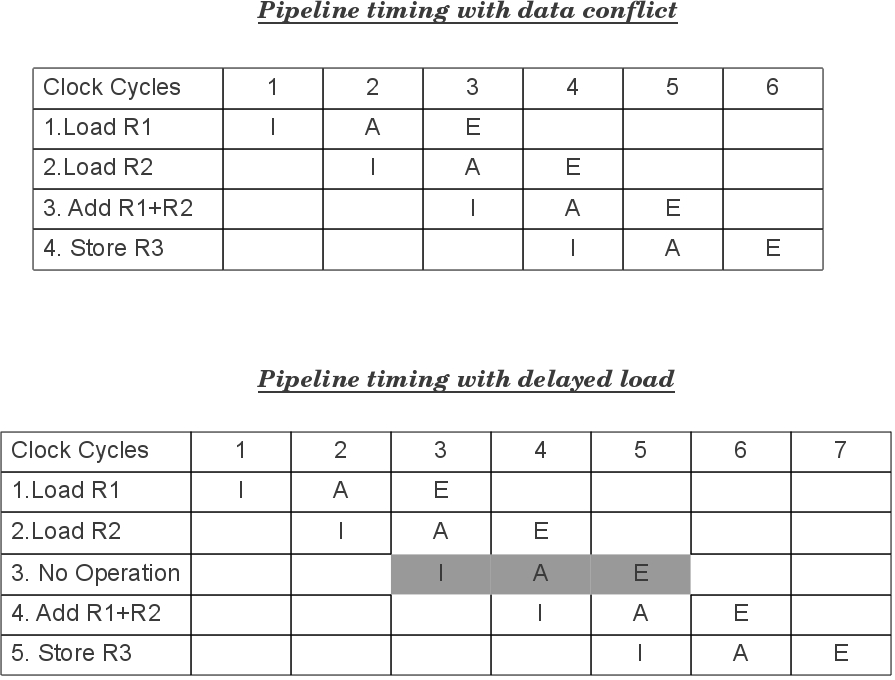 Pipeline timing with data conflict
Clock Cycles 1 2 3 4 5 6
1.Load R1 I A E
2.Load R2 I A E
3. Add R1+R2 I A E
4. Store R3 I A E
Pipeline timing with delayed load
Clock Cycles 1 2 3 4 5 6 7
1.Load R1 I A E
2.Load R2 I A E
3. No Operation I A E
4. Add R1+R2 I A E
5. Store R3 I A E